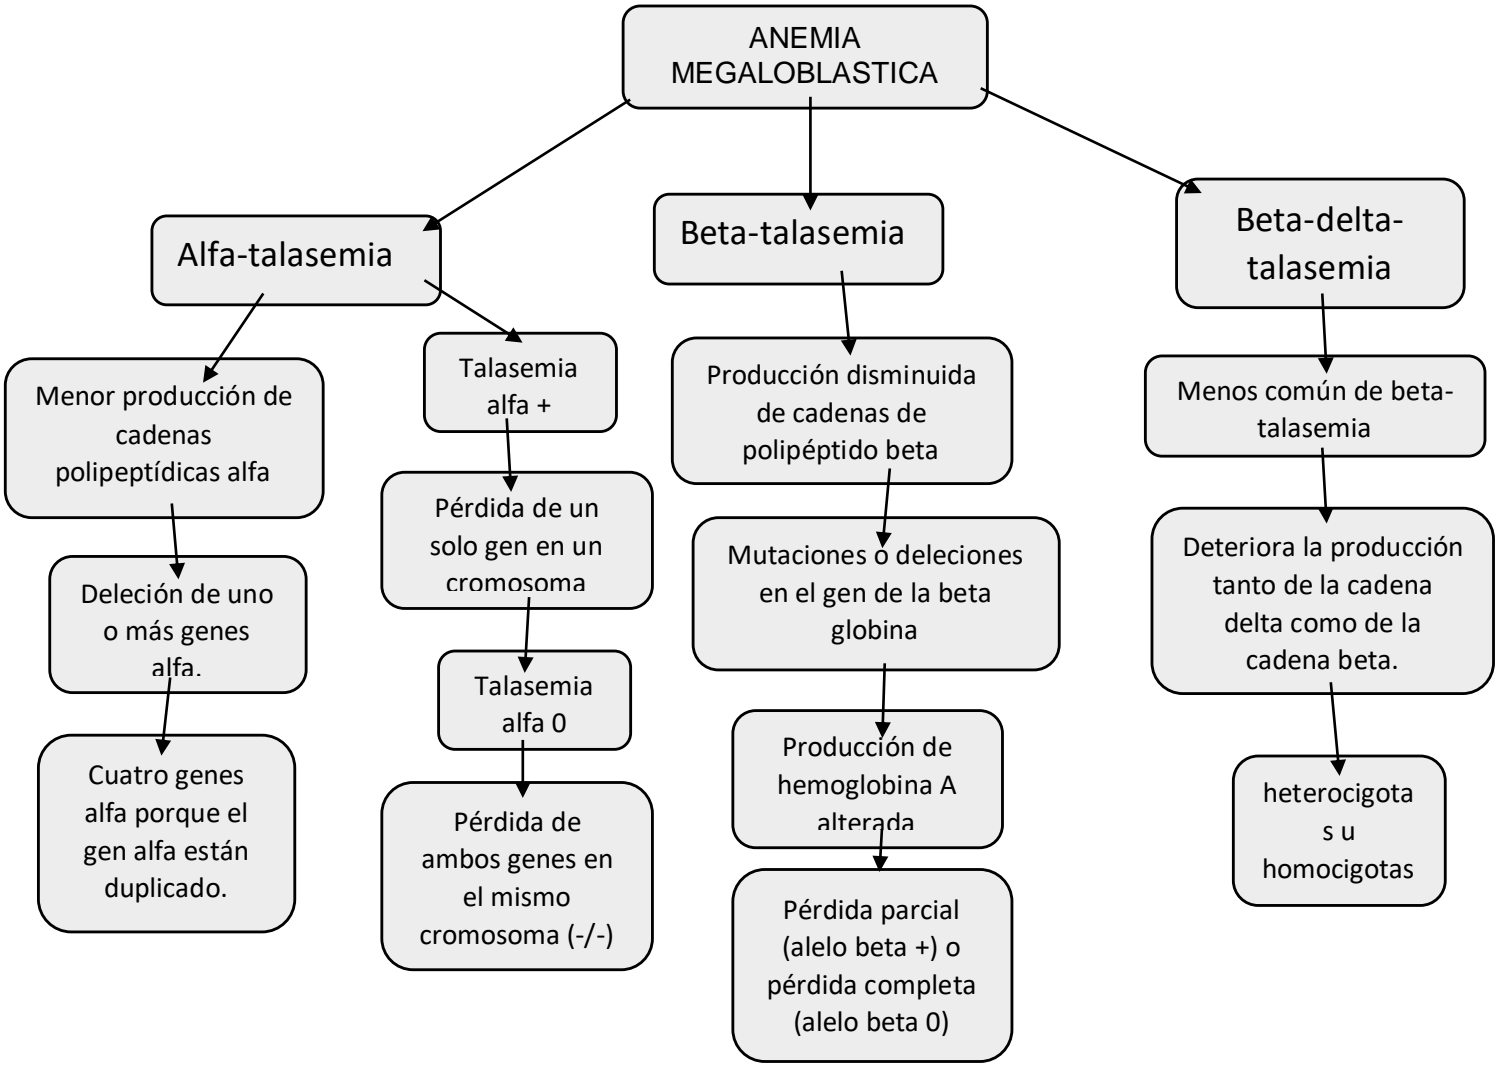 ANEMIA
MEGALOBLASTICA
Alfa-talasemia
Menor producción de
cadenas
polipeptídicas alfa
Deleción de uno
o más genes
alfa.
Cuatro genes
alfa porque el
gen alfa están
duplicado.
Talasemia
alfa +
Pérdida de un
solo gen en un
cromosoma
Talasemia
alfa 0
Pérdida de
ambos genes en
el mismo
cromosoma (-/-)
Beta-talasemia
Producción disminuida
de cadenas de
polipéptido beta
Mutaciones o deleciones
en el gen de la beta
globina
Producción de
hemoglobina A
alterada
Pérdida parcial
(alelo beta +) o
pérdida completa
(alelo beta 0)
Beta-delta-
talasemia
Menos común de beta-
talasemia
Deteriora la producción
tanto de la cadena
delta como de la
cadena beta.
heterocigota
s u
homocigotas